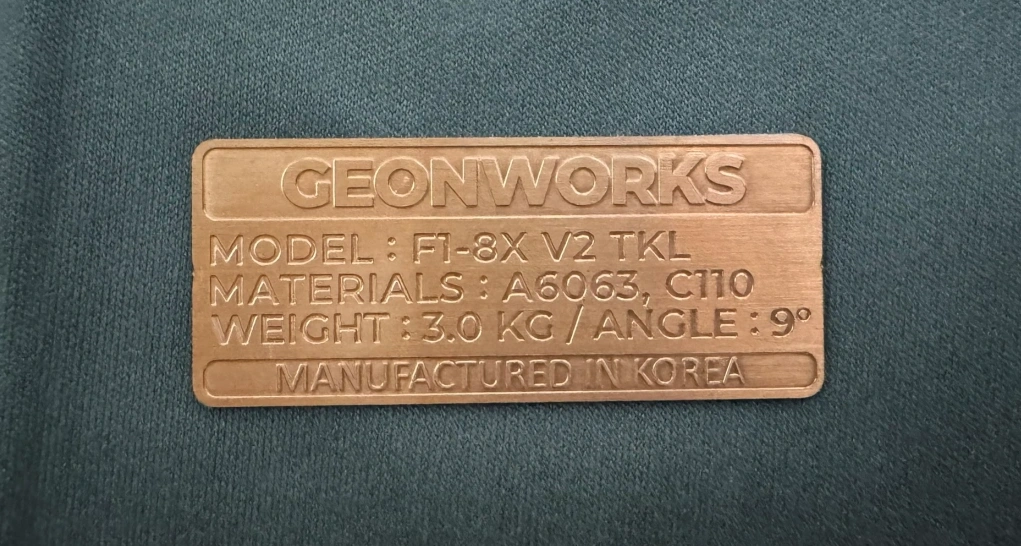 GEONWORKS
MODEL : F1-8X V2 TKL
MATERIALS : A6063, C110
WEIGHT : 3.0 KG / ANGLE : 9°
MANUFACTURED IN KOREA